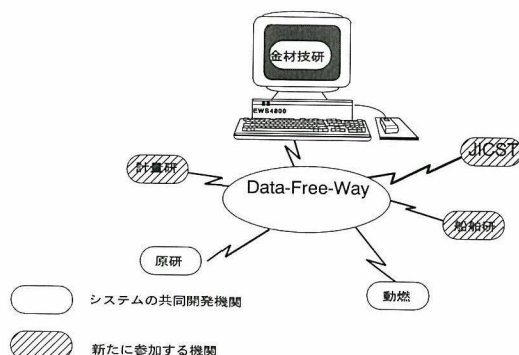 金材技研
EWS4800
計量研
JICST
Data-Free-Way
船舶研
原研
動燃
システムの共同開発機関
新たに参加する機関